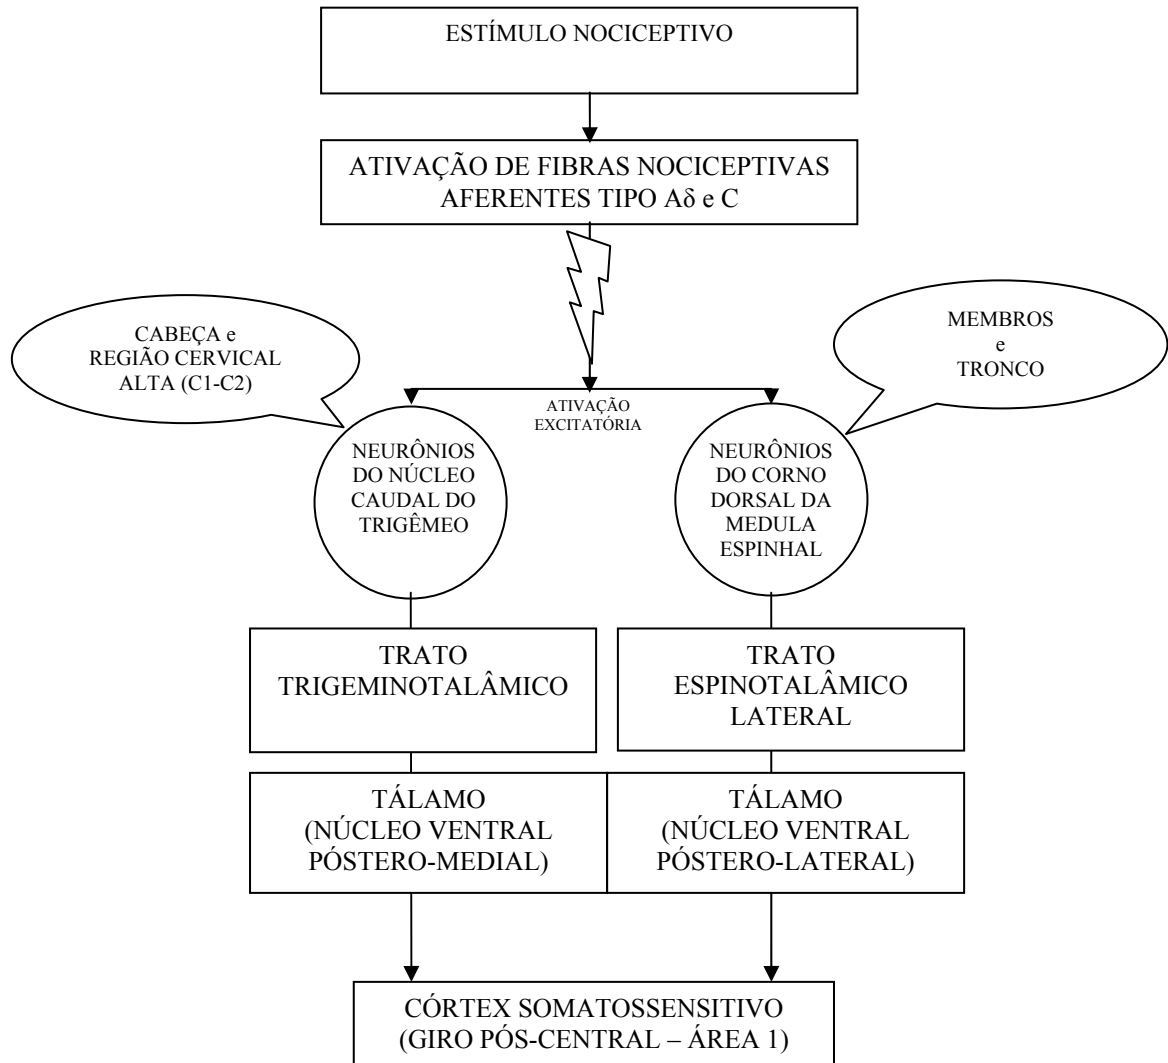 ESTÍMULO NOCICEPTIVO
ATIVAÇÃO DE FIBRAS NOCICEPTIVAS
AFERENTES TIPO Aδ e C
CABEÇA e
REGIÃO CERVICAL
ALTA (C1-C2)
MEMBROS
e
TRONCO
ATIVAÇÃO
EXCITATÓRIA
NEURÔNIOS
DO NÚCLEO
CAUDAL DO
TRIGÊMEO
NEURÔNIOS
DO CORNO
DORSAL DA
MEDULA
ESPINHAL
TRATO
TRIGEMINOTALÂMICO
TRATO
ESPINOTALÂMICO
LATERAL
TÁLAMO
(NÚCLEO VENTRAL
PÓSTERO-MEDIAL)
TÁLAMO
(NÚCLEO VENTRAL
PÓSTERO-LATERAL)
CÓRTEX SOMATOSSENSITIVO
(GIRO PÓS-CENTRAL – ÁREA 1)